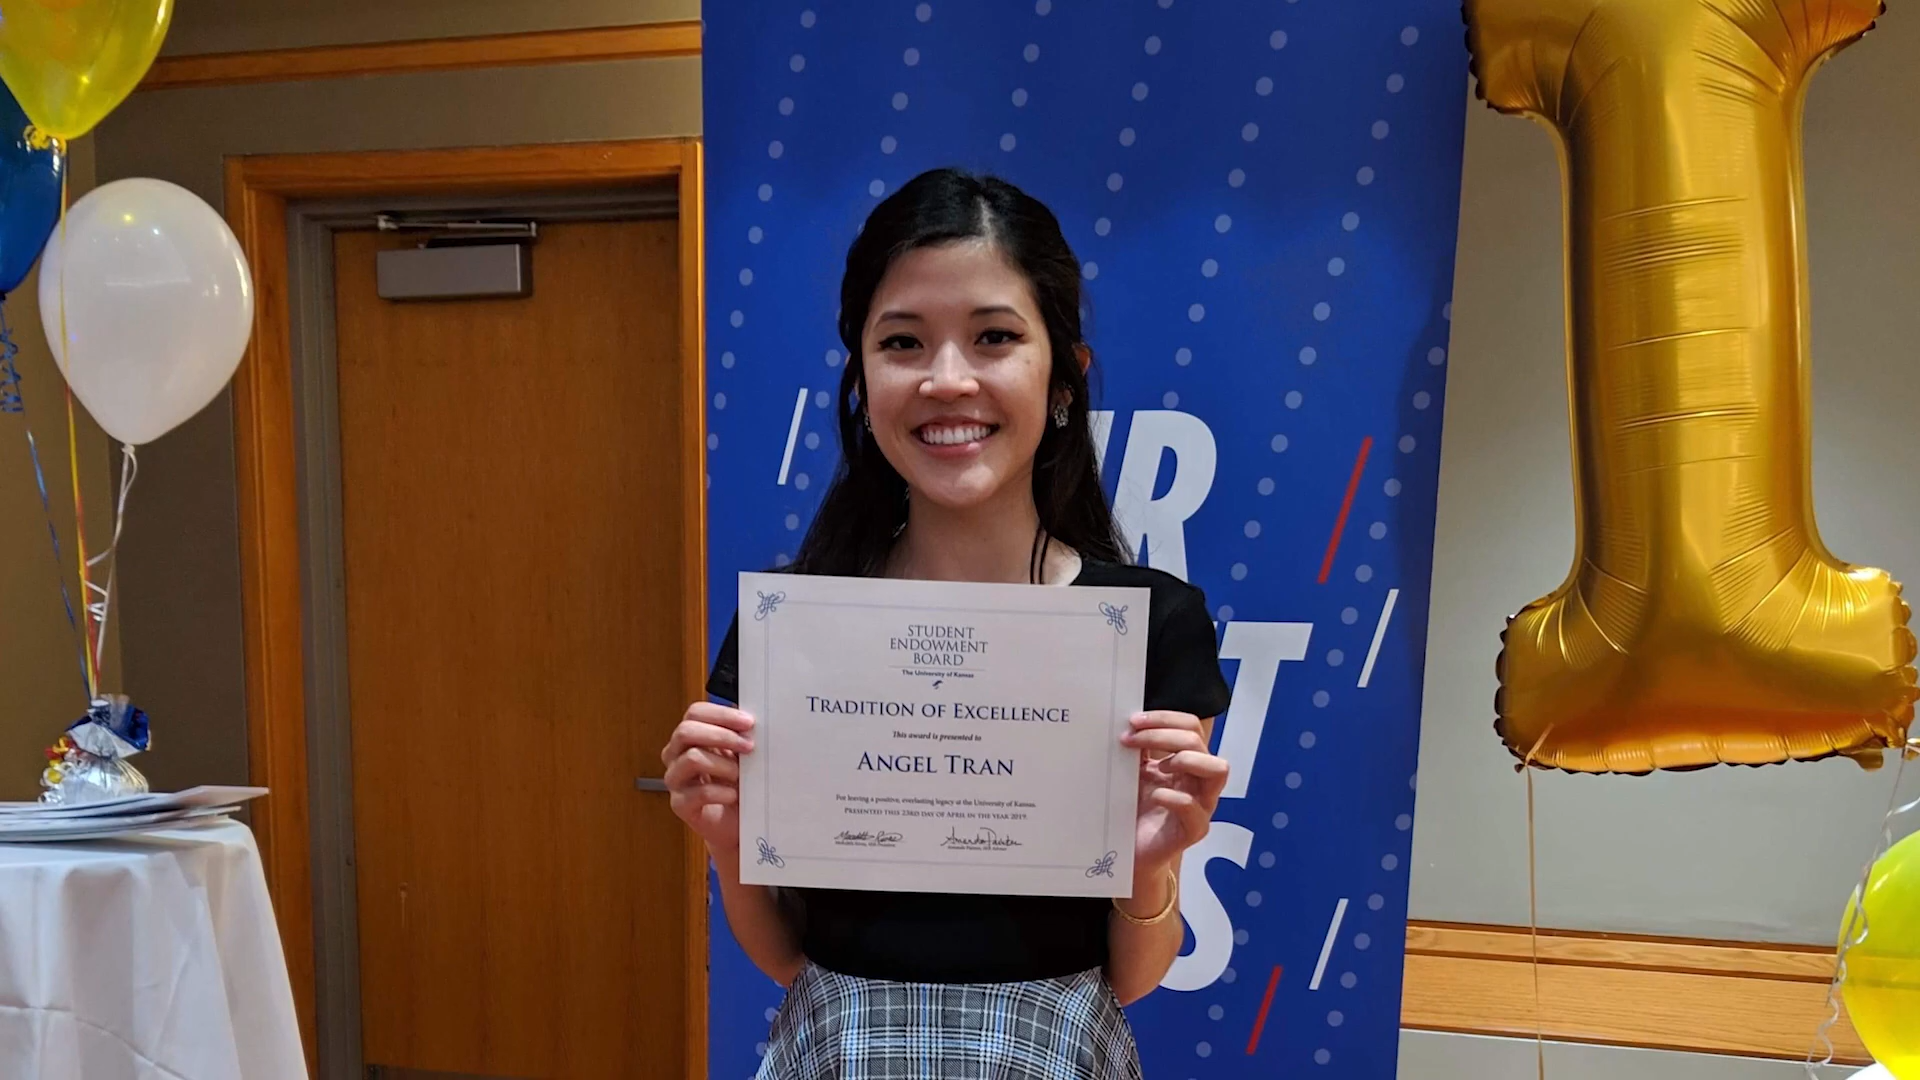 STUDENT
ENDOWMENT
BOARD
The University of Kansas
TRADITION OF EXCELLENCE
This award is presented to
ANGEL TRAN
For leaving a positive, everlasting legacy at the University of Kansas.
PRESENTED THIS 23RD DAY OF APRIL IN THE YEAR 2019.
I